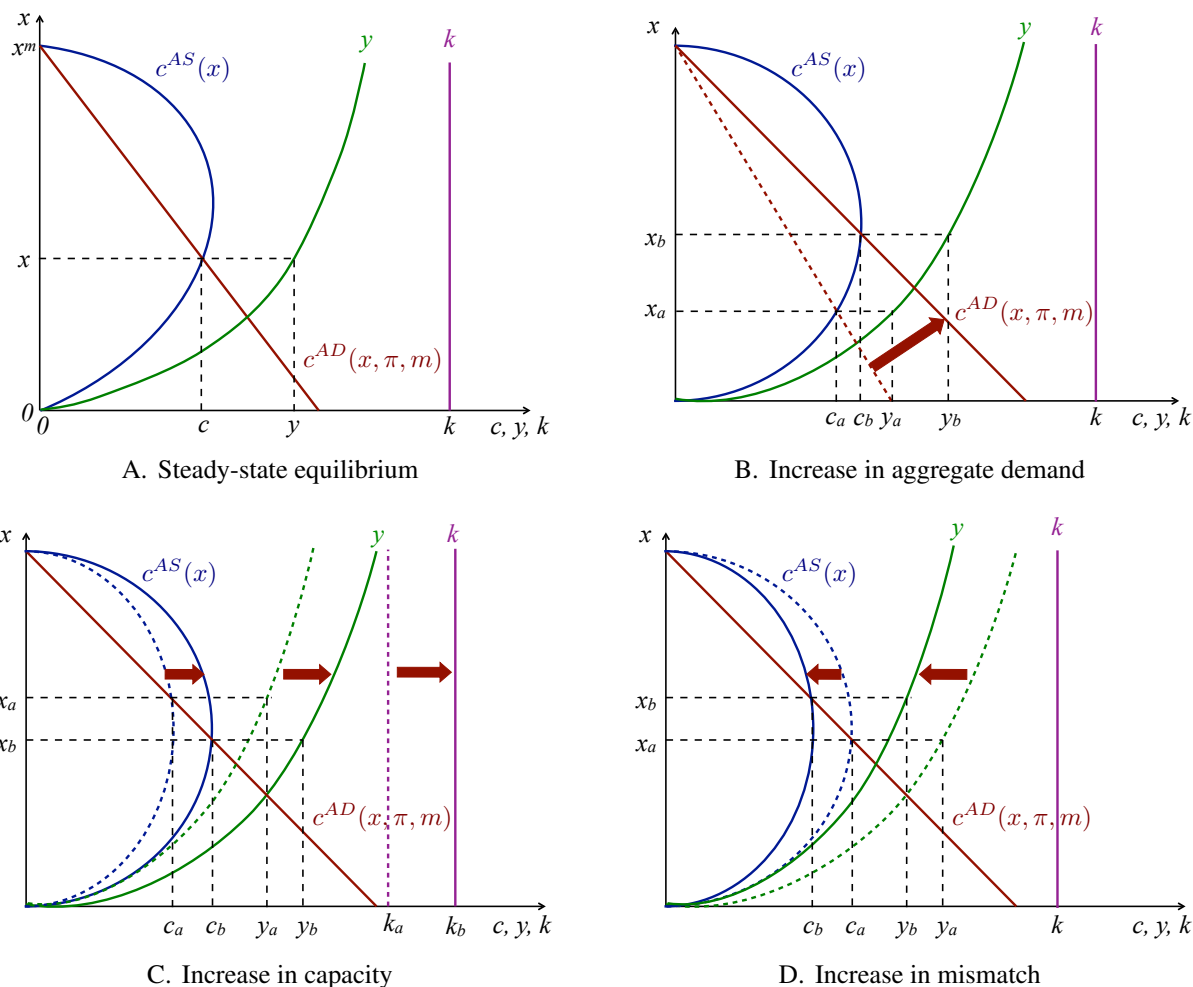 x
x^m
c^{AS}(x)
y
k
x
c^{AD}(x, π, m)
0
0
c
y
k
c, y, k
A. Steady-state equilibrium
x
c^{AS}(x)
y
k
x_b
x_a
c^{AD}(x, π, m)
c_a
c_b
y_a
y_b
k
c, y, k
B. Increase in aggregate demand
x
c^{AS}(x)
y
k
x_a
x_b
c^{AD}(x, π, m)
c_a
c_b
y_a
y_b
k_a
k_b
c, y, k
C. Increase in capacity
x
c^{AS}(x)
y
k
x_b
x_a
c^{AD}(x, π, m)
c_b
c_a
y_b
y_a
k
c, y, k
D. Increase in mismatch